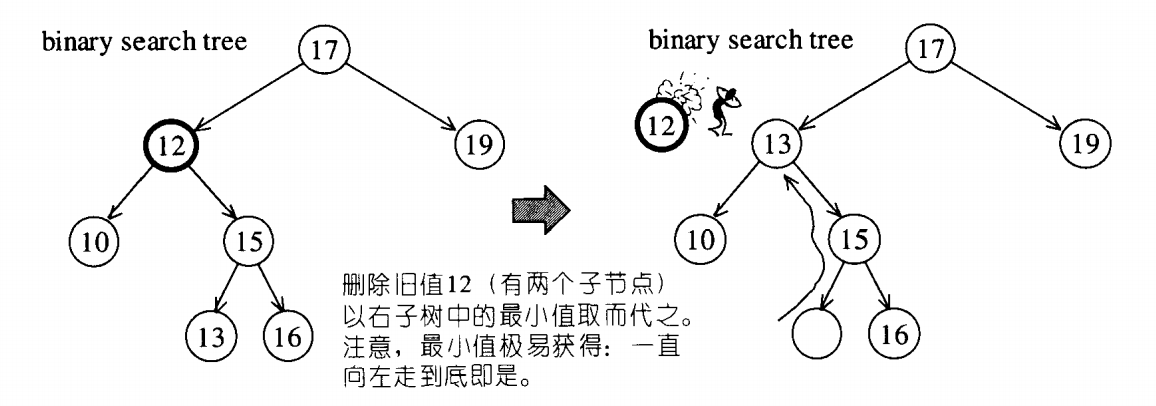 binary search tree
17
12
19
10
15
13
16
删除旧值12（有两个子节点）
以右子树中的最小值取而代之。
注意，最小值极易获得：一直
向左走到底即是。
binary search tree
17
12
13
19
10
15
16